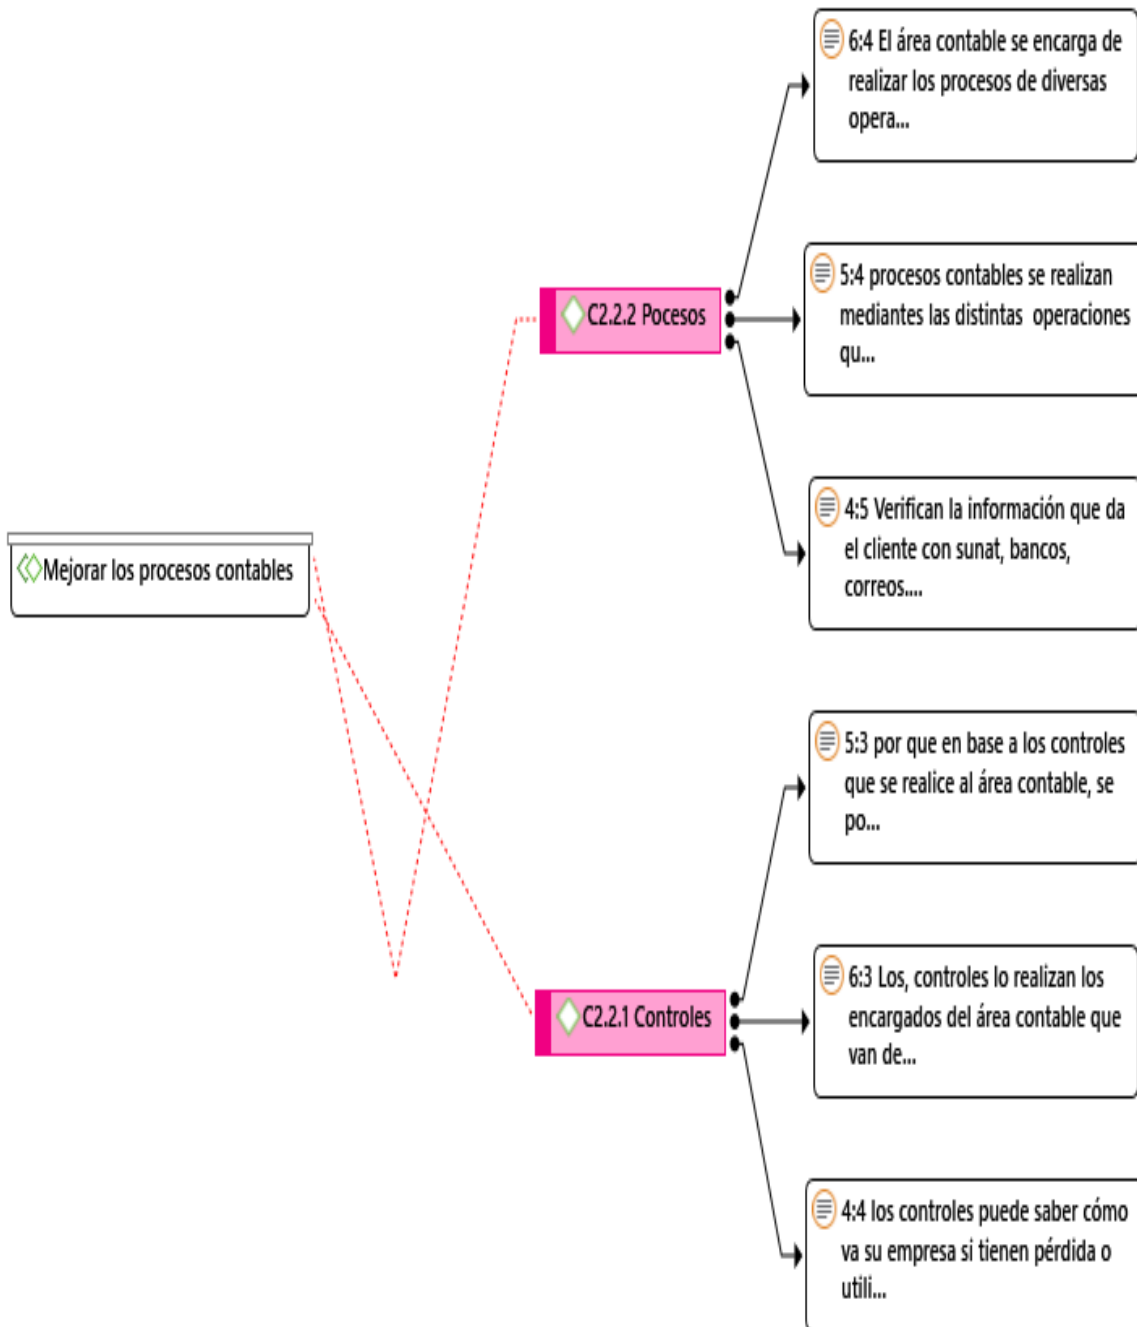 6:4 El área contable se encarga de
realizar los procesos de diversas
opera...
C2.2.2 Pocesos
5:4 procesos contables se realizan
mediantes las distintas operaciones
qu...
4:5 Verifican la información que da
el cliente con sunat, bancos,
correos....
Mejorar los procesos contables
5:3 por que en base a los controles
que se realice al área contable, se
po...
C2.2.1 Controles
6:3 Los, controles lo realizan los
encargados del área contable que
van de...
4:4 los controles puede saber cómo
va su empresa si tienen pérdida o
utili...